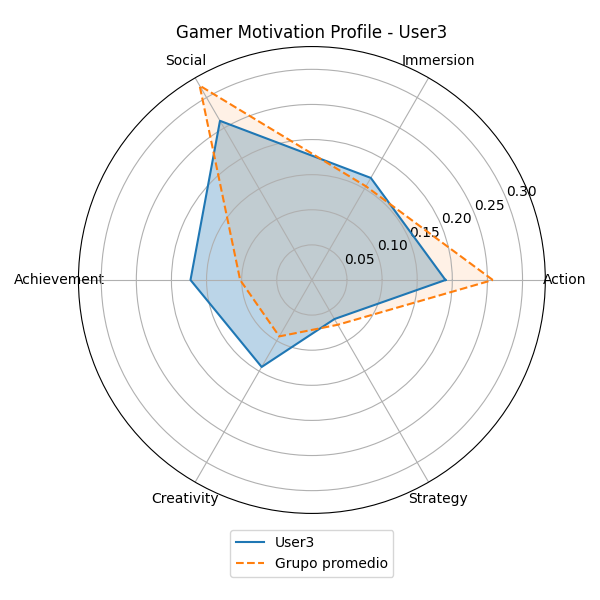 Gamer Motivation Profile - User3
Social
Immersion
0.30
0.25
0.20
0.15
0.10
0.05
Achievement
Action
Creativity
Strategy
User3
Grupo promedio